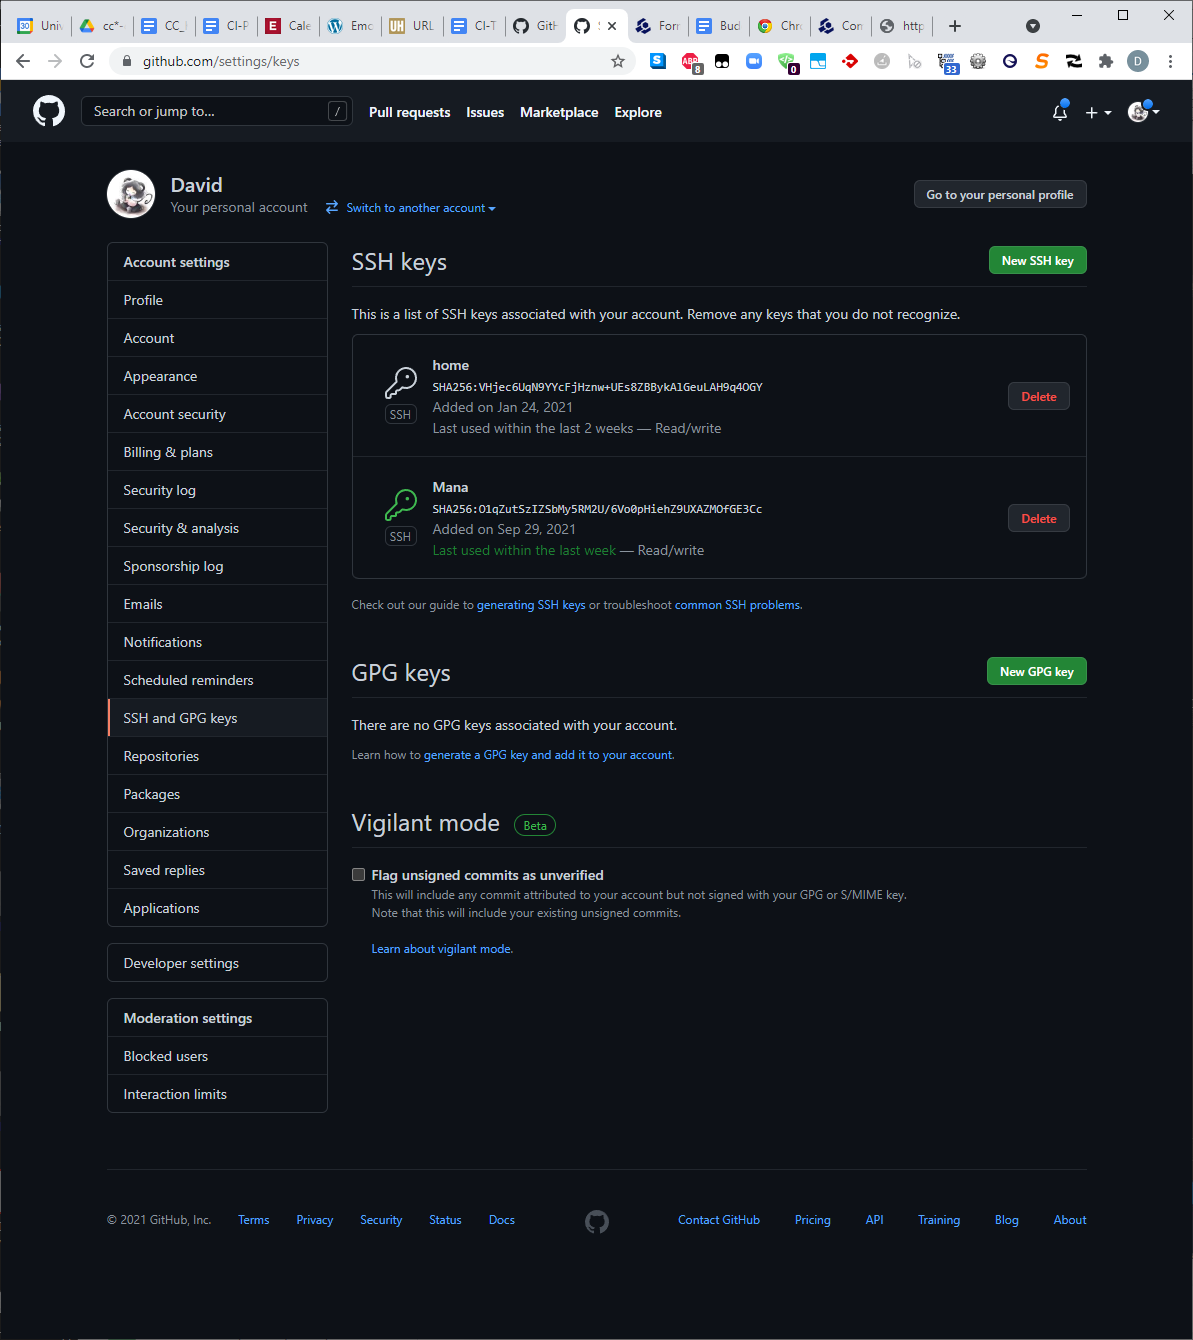 30 Univ
cc*-
CC_I
CI-P
E Cale
Emc
UH URL
CI-T
GitH
Forr
Bud
Chr
Con
http
github.com/settings/keys
S ABP 8 0 33 S D
Search or jump to... /
Pull requests
Issues
Marketplace
Explore
David
Your personal account
Switch to another account
Go to your personal profile
Account settings
Profile
Account
Appearance
Account security
Billing & plans
Security log
Security & analysis
Sponsorship log
Emails
Notifications
Scheduled reminders
SSH and GPG keys
Repositories
Packages
Organizations
Saved replies
Applications
Developer settings
Moderation settings
Blocked users
Interaction limits
SSH keys
New SSH key
This is a list of SSH keys associated with your account. Remove any keys that you do not recognize.
SSH
home
SHA256:VHjec6UqN9YYcFjHznw+UEs8ZBBykA1GeuLAH9q4OGY
Added on Jan 24, 2021
Last used within the last 2 weeks — Read/write
Delete
SSH
Mana
SHA256:O1qZutSzIZSbMy5RM2U/6Vo0pHiehZ9UXAZMOfGE3Cc
Added on Sep 29, 2021
Last used within the last week — Read/write
Delete
Check out our guide to generating SSH keys or troubleshoot common SSH problems.
GPG keys
New GPG key
There are no GPG keys associated with your account.
Learn how to generate a GPG key and add it to your account.
Vigilant mode Beta
Flag unsigned commits as unverified
This will include any commit attributed to your account but not signed with your GPG or S/MIME key.
Note that this will include your existing unsigned commits.
Learn about vigilant mode.
© 2021 GitHub, Inc.
Terms
Privacy
Security
Status
Docs
Contact GitHub
Pricing
API
Training
Blog
About